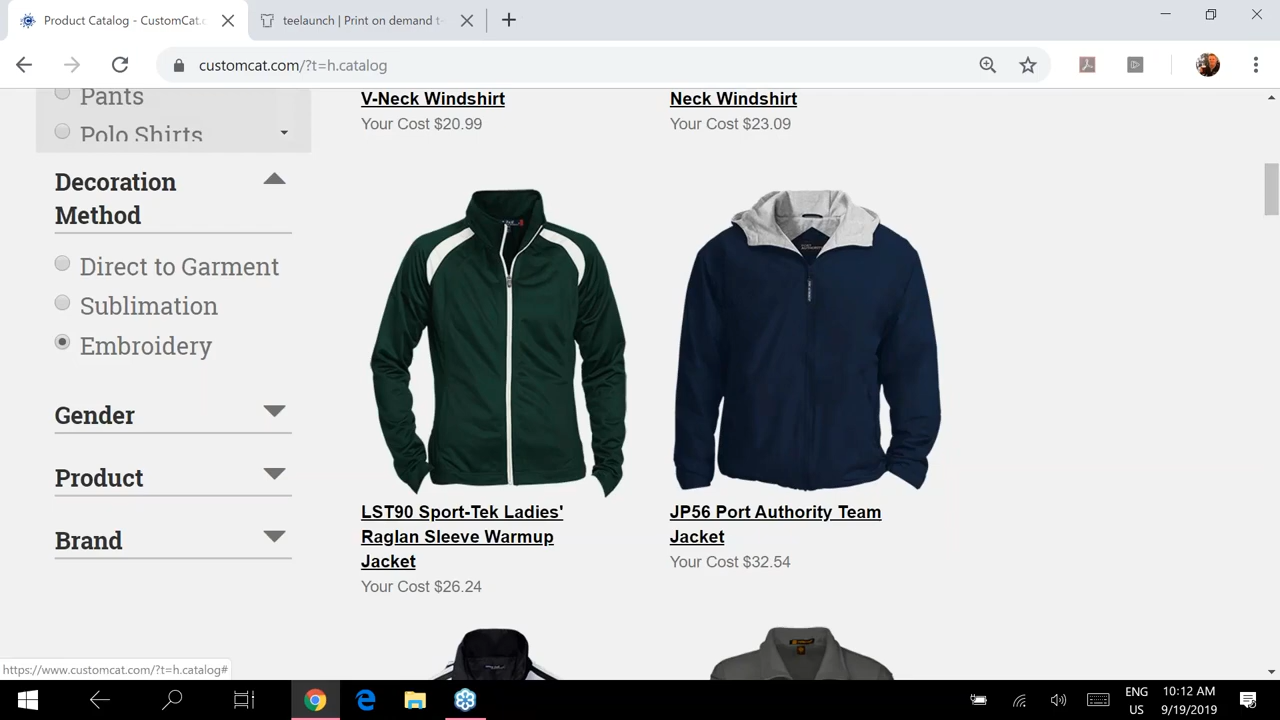 Product Catalog - CustomCat.c
teelaunch | Print on demand t-
customcat.com/?t=h.catalog
Pants
Polo Shirts
Decoration
Method
Direct to Garment
Sublimation
Embroidery
Gender
Product
Brand
V-Neck Windshirt
Your Cost $20.99
Neck Windshirt
Your Cost $23.09
LST90 Sport-Tek Ladies'
Raglan Sleeve Warmup
Jacket
Your Cost $26.24
JP56 Port Authority Team
Jacket
Your Cost $32.54
https://www.customcat.com/?t=h.catalog#
ENG
US
10:12 AM
9/19/2019